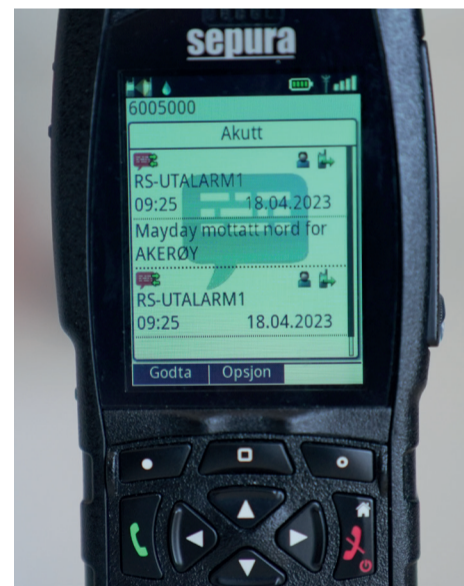 sepura
6005000
Akutt
RS-UTALARM1
09:25 18.04.2023
Mayday mottatt nord for
AKERØY
RS-UTALARM1
09:25 18.04.2023
Godta Opsjon